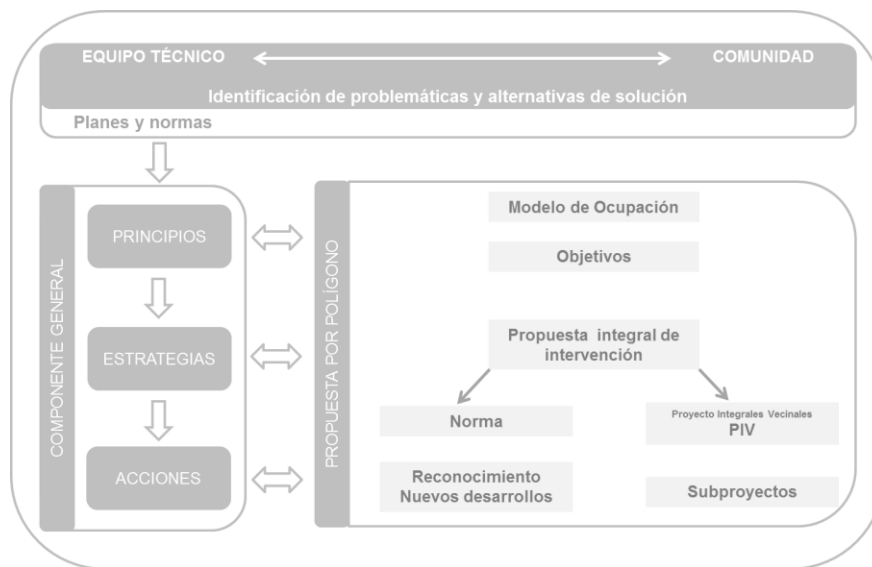 EQUIPO TÉCNICO
COMUNIDAD
Identificación de problemáticas y alternativas de solución
Planes y normas
COMPONENTE GENERAL
PRINCIPIOS
ESTRATEGIAS
ACCIONES
PROPUESTA POR POLÍGONO
Modelo de Ocupación
Objetivos
Propuesta integral de
intervención
Norma
Proyecto Integrales Vecinales
PIV
Reconocimiento
Nuevos desarrollos
Subproyectos